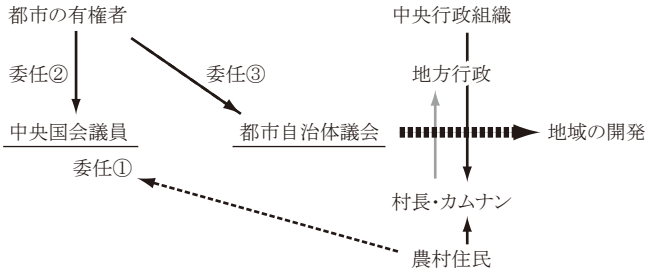 都市の有権者
中央行政組織
委任②
委任③
地方行政
中央国会議員
都市自治体議会
地域の開発
委任①
村長・カムナン
農村住民